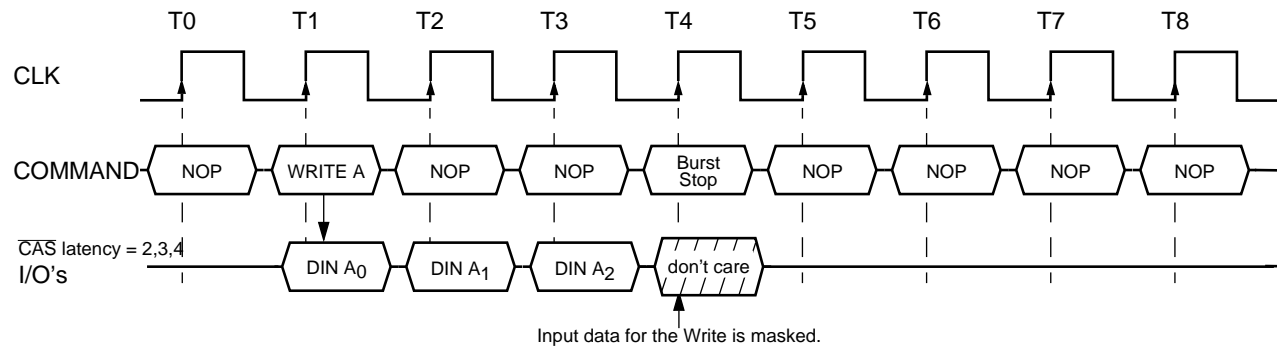 T0 T1 T2 T3 T4 T5 T6 T7 T8
CLK
COMMAND NOP WRITE A NOP NOP Burst Stop NOP NOP NOP NOP
CAS latency = 2,3,4
I/O's DIN A0 DIN A1 DIN A2 don't care
Input data for the Write is masked.